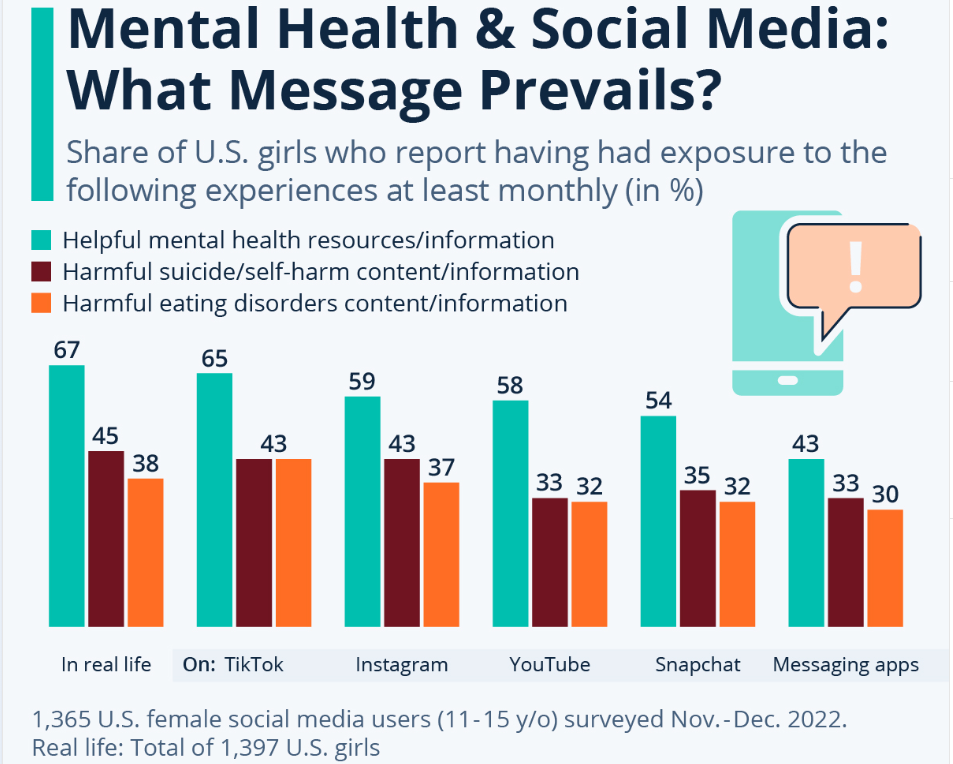 Mental Health & Social Media:
What Message Prevails?
Share of U.S. girls who report having had exposure to the
following experiences at least monthly (in %)
Helpful mental health resources/information
Harmful suicide/self-harm content/information
Harmful eating disorders content/information
!
67 45 38
65 43
59 43 37
58 33 32
54 35 32
43 33 30
In real life On: TikTok Instagram YouTube Snapchat Messaging apps
1,365 U.S. female social media users (11-15 y/o) surveyed Nov.-Dec. 2022.
Real life: Total of 1,397 U.S. girls